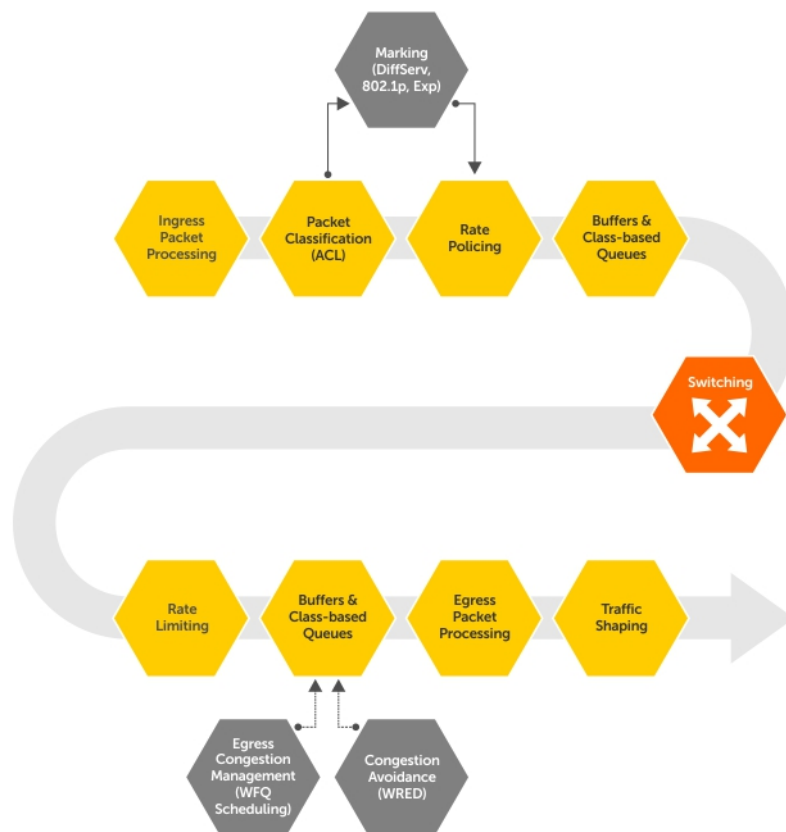 Marking
(DiffServ,
802.1p, Exp)
Ingress
Packet
Processing
Packet
Classification
(ACL)
Rate
Policing
Buffers &
Class-based
Queues
Switching
Rate
Limiting
Buffers &
Class-based
Queues
Egress
Packet
Processing
Traffic
Shaping
Egress
Congestion
Management
(WFQ
Scheduling)
Congestion
Avoidance
(WRED)